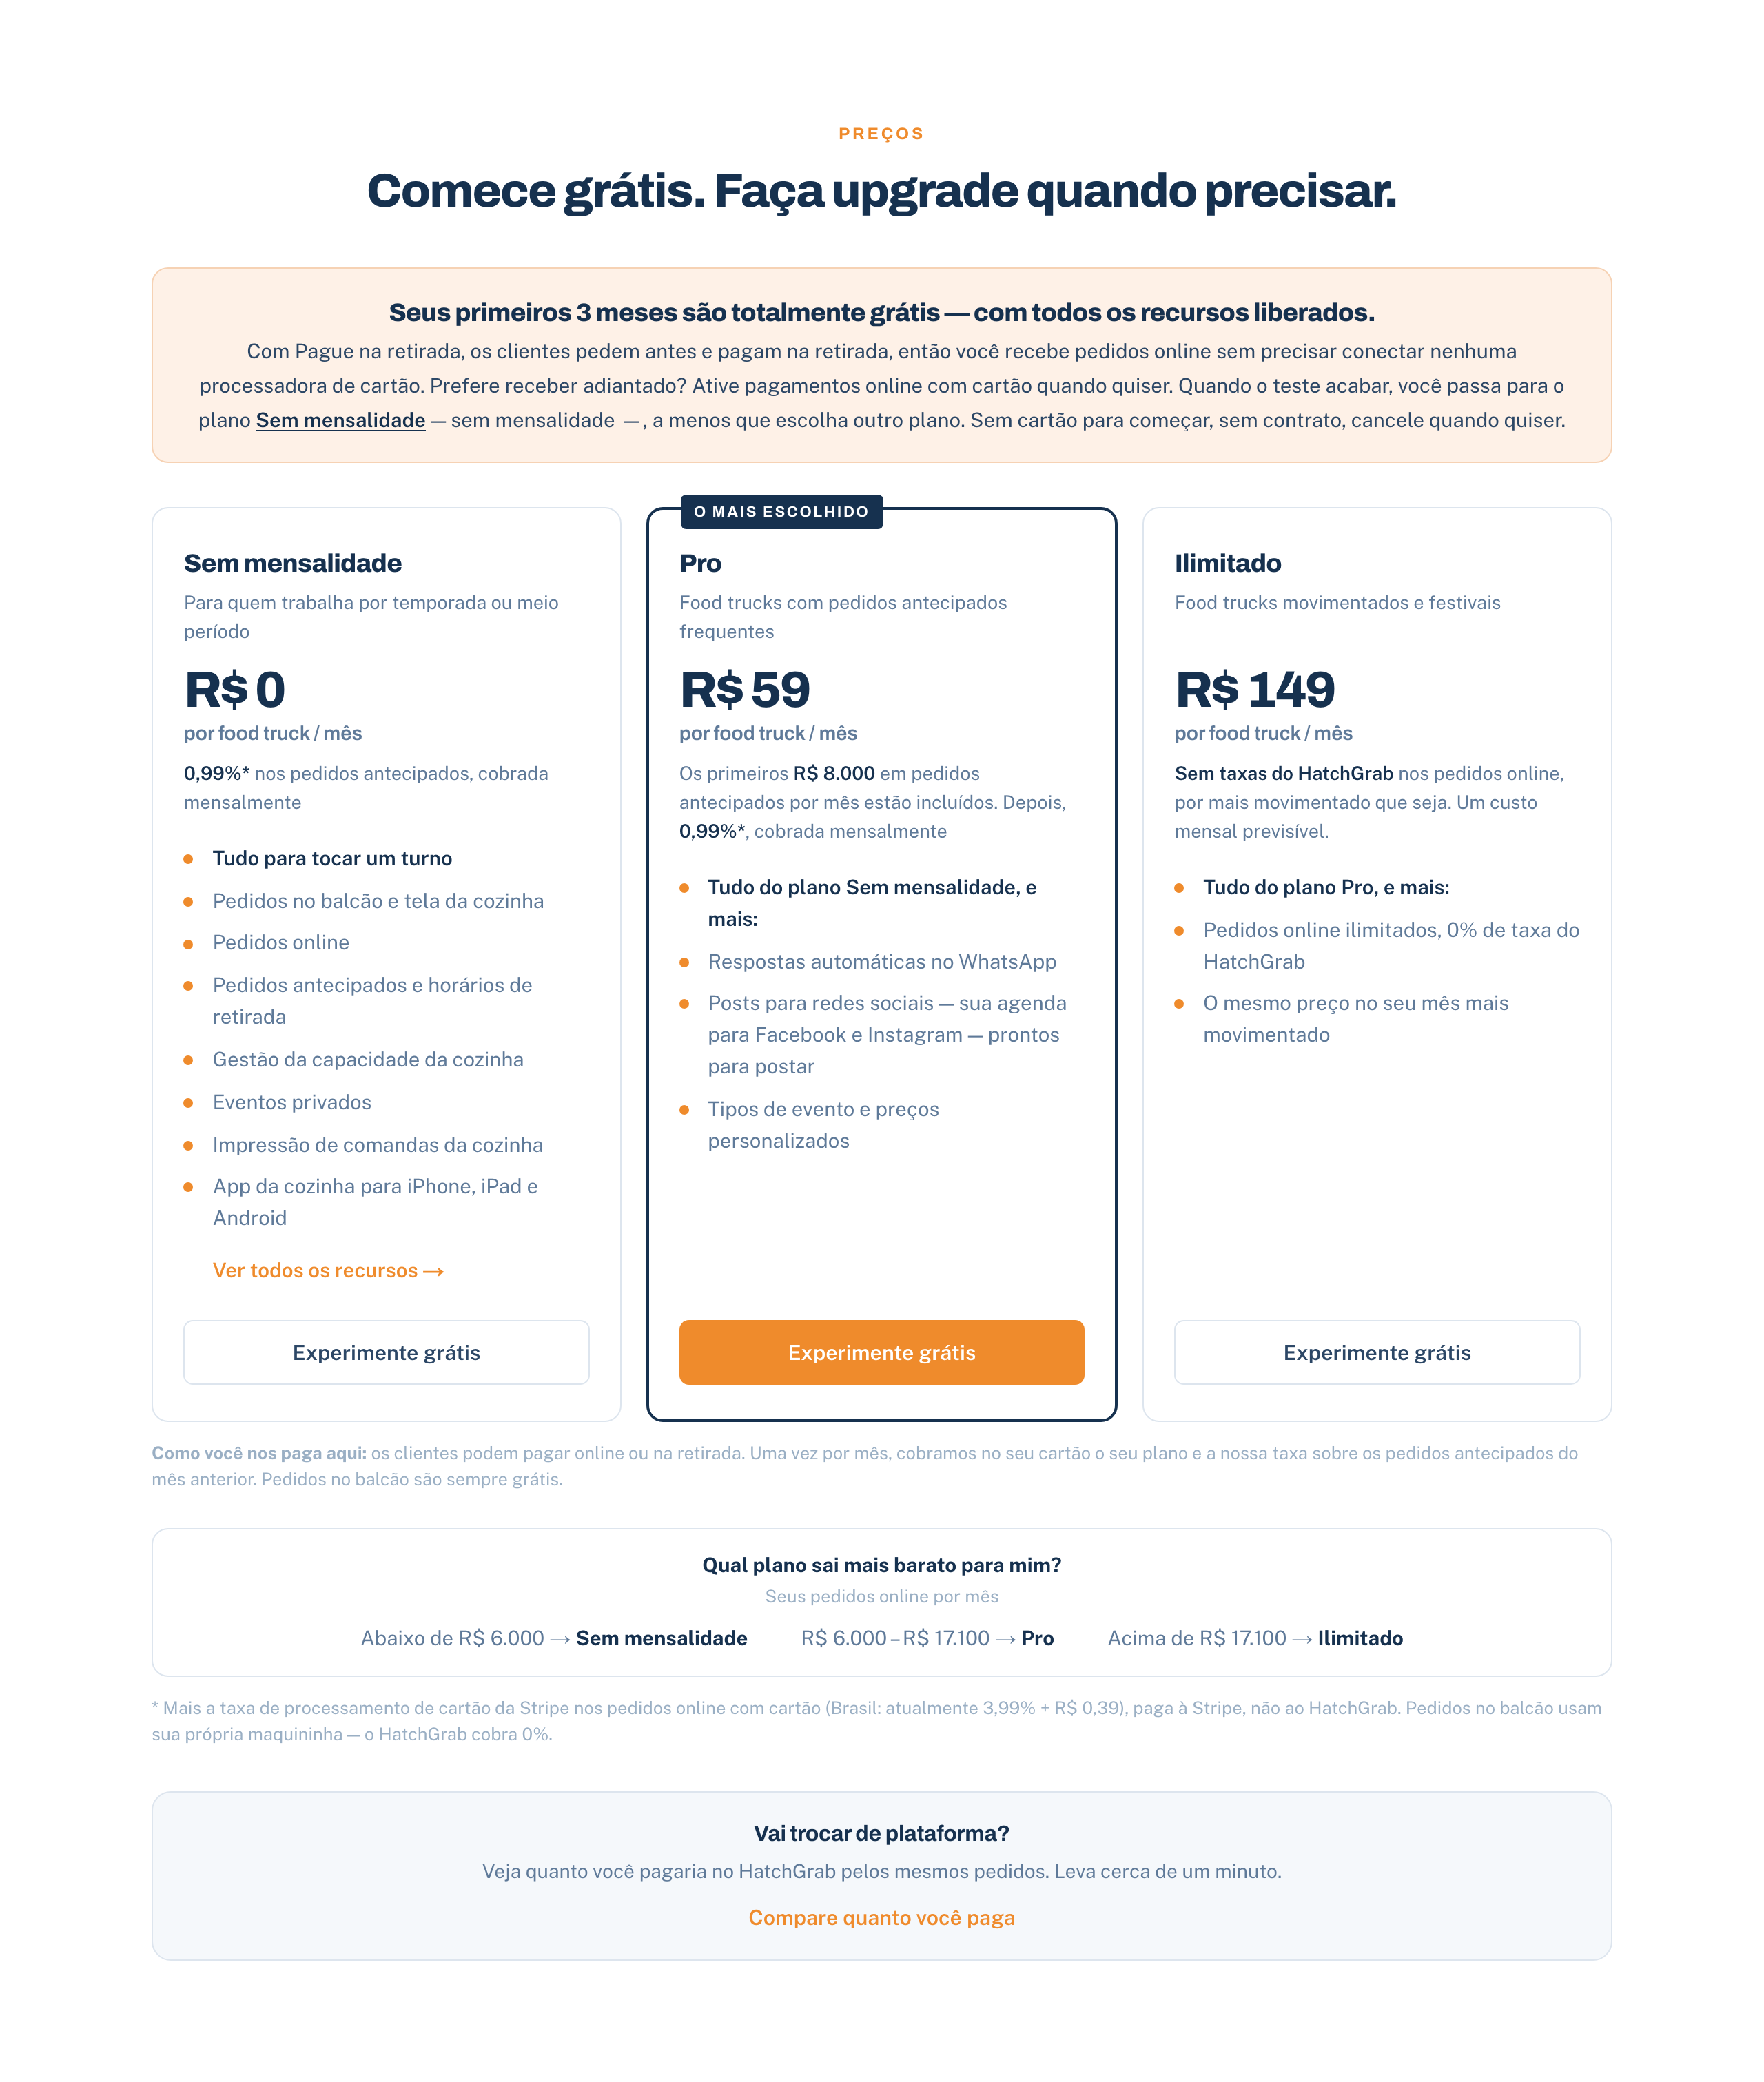 PREÇOS
Comece grátis. Faça upgrade quando precisar.
Seus primeiros 3 meses são totalmente grátis — com todos os recursos liberados.
Com Pague na retirada, os clientes pedem antes e pagam na retirada, então você recebe pedidos online sem precisar conectar nenhuma
processadora de cartão. Prefere receber adiantado? Ative pagamentos online com cartão quando quiser. Quando o teste acabar, você passa para o
plano Sem mensalidade — sem mensalidade —, a menos que escolha outro plano. Sem cartão para começar, sem contrato, cancele quando quiser.
Sem mensalidade
Para quem trabalha por temporada ou meio
período
R$ 0
por food truck / mês
0,99%* nos pedidos antecipados, cobrada
mensalmente
Tudo para tocar um turno
Pedidos no balcão e tela da cozinha
Pedidos online
Pedidos antecipados e horários de
retirada
Gestão da capacidade da cozinha
Eventos privados
Impressão de comandas da cozinha
App da cozinha para iPhone, iPad e
Android
Ver todos os recursos →
Experimente grátis
O MAIS ESCOLHIDO
Pro
Food trucks com pedidos antecipados
frequentes
R$ 59
por food truck / mês
Os primeiros R$ 8.000 em pedidos
antecipados por mês estão incluídos. Depois,
0,99%*, cobrada mensalmente
Tudo do plano Sem mensalidade, e
mais:
Respostas automáticas no WhatsApp
Posts para redes sociais — sua agenda
para Facebook e Instagram — prontos
para postar
Tipos de evento e preços
personalizados
Experimente grátis
Ilimitado
Food trucks movimentados e festivais
R$ 149
por food truck / mês
Sem taxas do HatchGrab nos pedidos online,
por mais movimentado que seja. Um custo
mensal previsível.
Tudo do plano Pro, e mais:
Pedidos online ilimitados, 0% de taxa do
HatchGrab
O mesmo preço no seu mês mais
movimentado
Experimente grátis
Como você nos paga aqui: os clientes podem pagar online ou na retirada. Uma vez por mês, cobramos no seu cartão o seu plano e a nossa taxa sobre os pedidos antecipados do
mês anterior. Pedidos no balcão são sempre grátis.
Qual plano sai mais barato para mim?
Seus pedidos online por mês
Abaixo de R$ 6.000 → Sem mensalidade R$ 6.000 – R$ 17.100 → Pro Acima de R$ 17.100 → Ilimitado
* Mais a taxa de processamento de cartão da Stripe nos pedidos online com cartão (Brasil: atualmente 3,99% + R$ 0,39), paga à Stripe, não ao HatchGrab. Pedidos no balcão usam
sua própria maquininha — o HatchGrab cobra 0%.
Vai trocar de plataforma?
Veja quanto você pagaria no HatchGrab pelos mesmos pedidos. Leva cerca de um minuto.
Compare quanto você paga